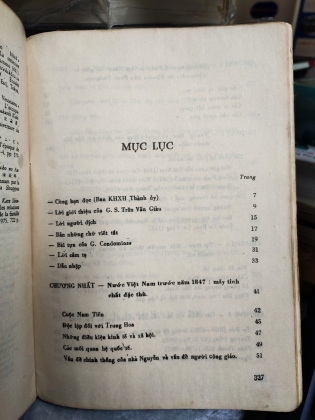 MỤC LỤC
Trang
— Cùng bạn đọc (Ban KHXH, Thành ủy) 7
— Lời giới thiệu của G. S. Trần Văn Giàu 9
— Lời người dịch 15
— Bản những chữ viết tắt 17
— Bài tựa của G. Condominas 19
— Lời cảm tạ 31
— Dẫn nhập 33
CHƯƠNG NHẤT — Nước Việt Nam trước năm 1847 : mấy tính
chất đặc tính. 41
Cuộc Nam Tiến 42
Độc lập đối với Trung Hoa 45
Những điều kiện kinh tế và xã hội. 47
Các mối quan hệ quốc tế. 49
Vấn đề chính thống của nhà Nguyễn và vấn đề người công giáo. 51
327